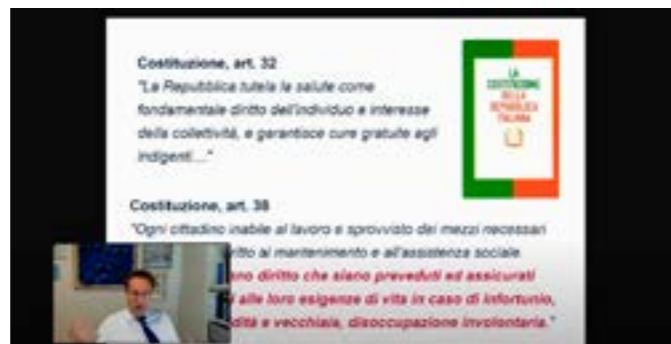 Costituzione, art. 32
"La Repubblica tutela la salute come
fondamentale diritto dell'individuo e interesse
della collettività, e garantisce cure gratuite agli
indigenti...."
LA
COSTITUZIONE
DELLA
REPUBBLICA
ITALIANA
Costituzione, art. 38
"Ogni cittadino inabile al lavoro e sprovvisto dei mezzi necessari
al mantenimento e all'assistenza sociale
diritto che siano preveduti ed assicurati
alle loro esigenze di vita in caso di infortunio,
e vecchiaia, disoccupazione involontaria."